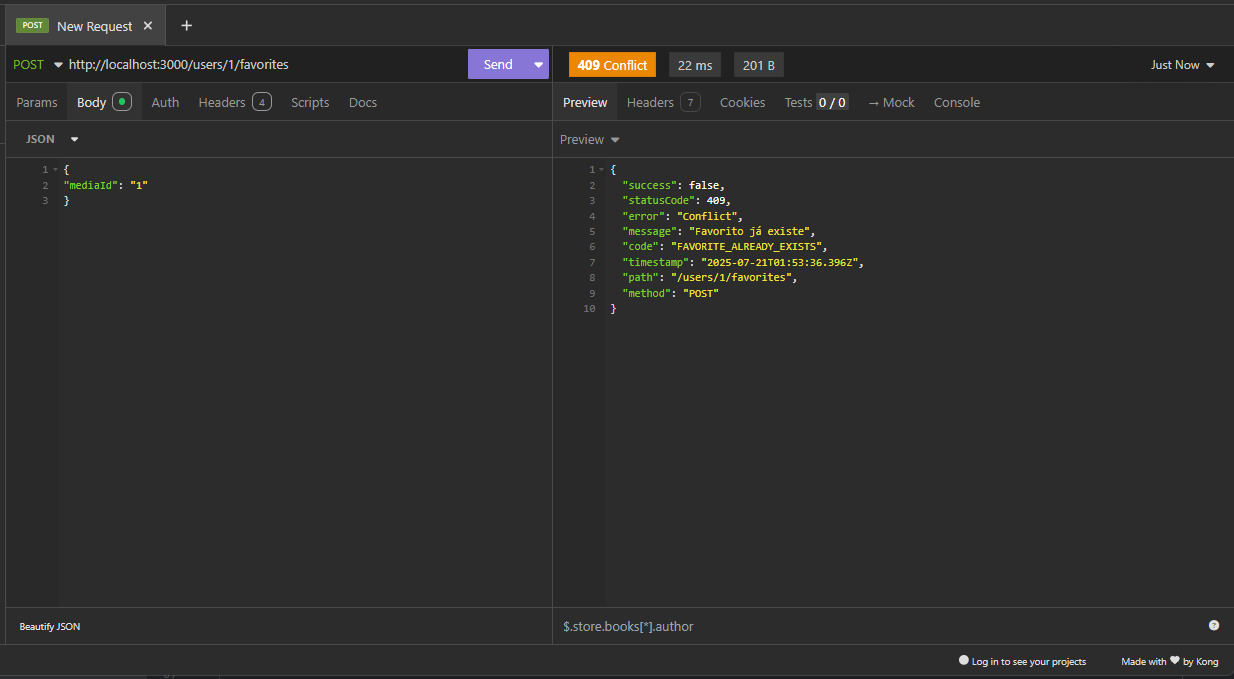 POST New Request × +
POST http://localhost:3000/users/1/favorites Send
409 Conflict 22 ms 201 B Just Now
Params Body Auth Headers 4 Scripts Docs
Preview Headers 7 Cookies Tests 0 / 0 → Mock Console
JSON
Preview
1 {
2 "mediaId": "1"
3 }
1 {
2 "success": false,
3 "statusCode": 409,
4 "error": "Conflict",
5 "message": "Favorito já existe",
6 "code": "FAVORITE_ALREADY_EXISTS",
7 "timestamp": "2025-07-21T01:53:36.396Z",
8 "path": "/users/1/favorites",
9 "method": "POST"
10 }
Beautify JSON
$.store.books[*].author ?
Log in to see your projects Made with ♥ by Kong